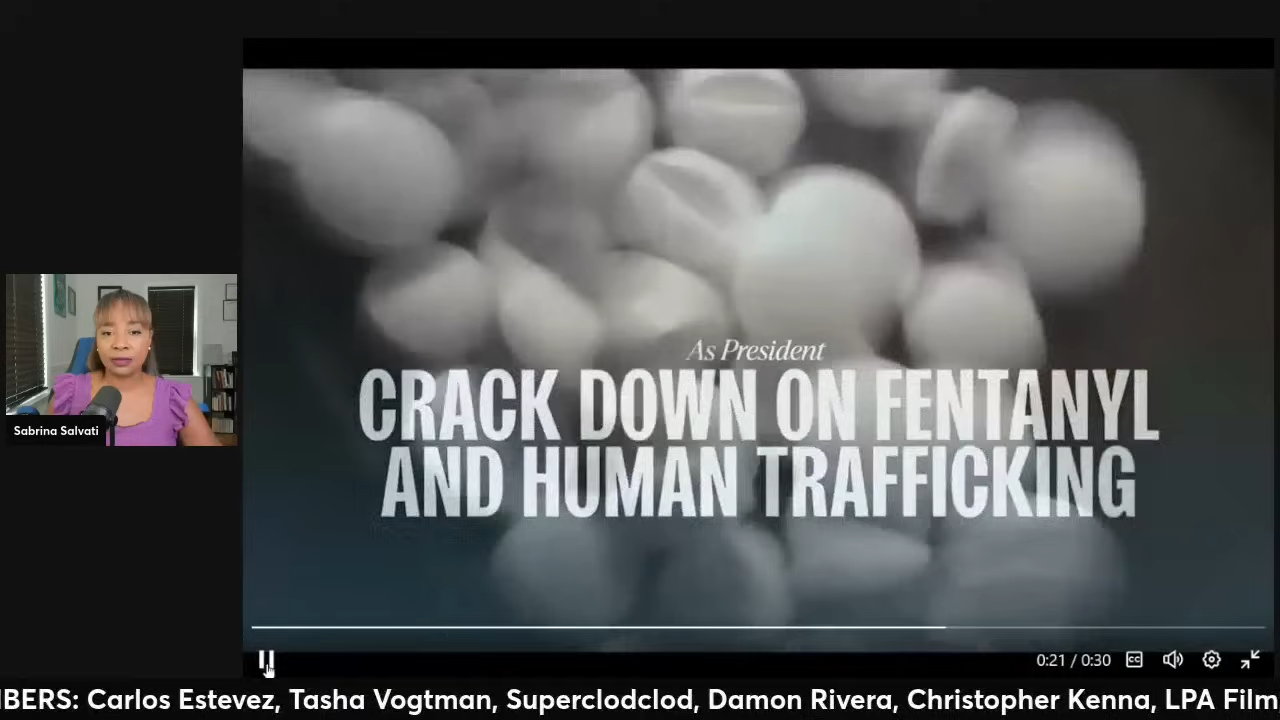 As President
CRACK DOWN ON FENTANYL
AND HUMAN TRAFFICKING
Sabrina Salvati
0:21 / 0:30
CC
BERS: Carlos Estevez, Tasha Vogtman, Superclodclod, Damon Rivera, Christopher Kenna, LPA Film